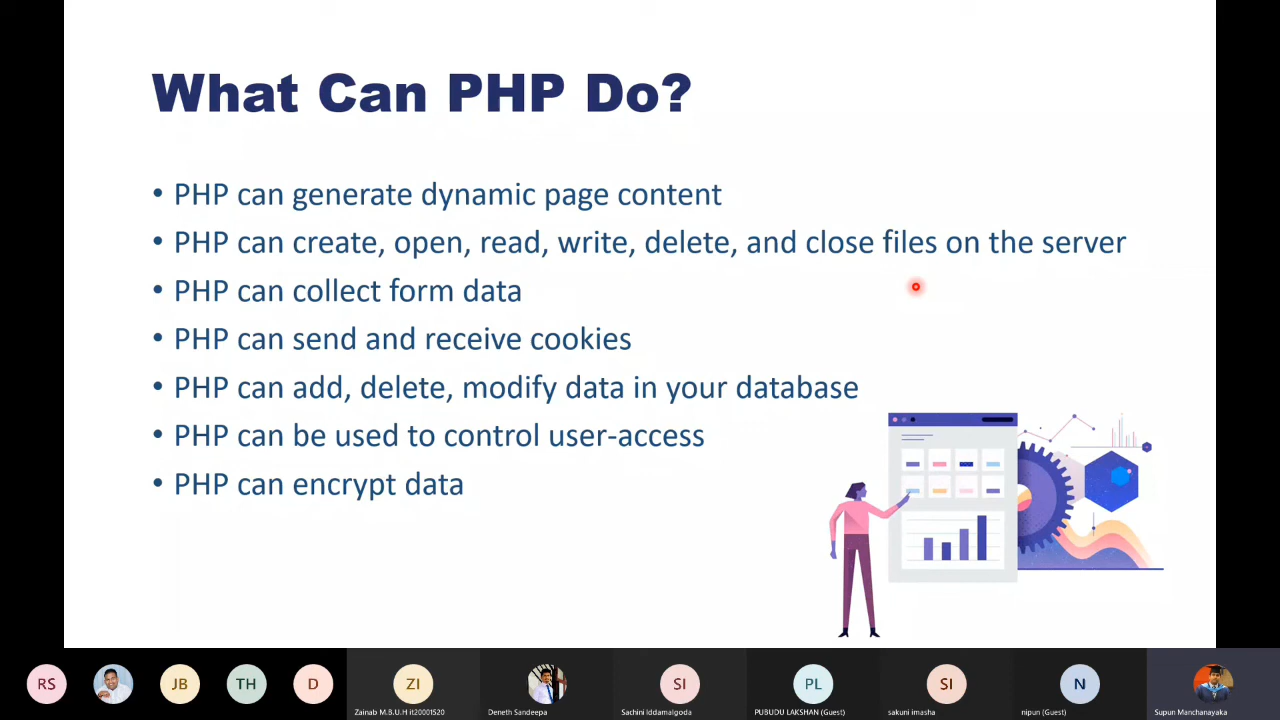 What Can PHP Do?
• PHP can generate dynamic page content
• PHP can create, open, read, write, delete, and close files on the server
• PHP can collect form data
• PHP can send and receive cookies
• PHP can add, delete, modify data in your database
• PHP can be used to control user-access
• PHP can encrypt data
RS
JB
TH
D
ZI
SI
PL
SI
N
Zainab M.B.U.H it20001520
Deneth Sandeepa
Sachini Iddamalgoda
PUBUDU LAKSHAN (Guest)
sakuni imasha
nipun (Guest)
Supun Manchanayaka